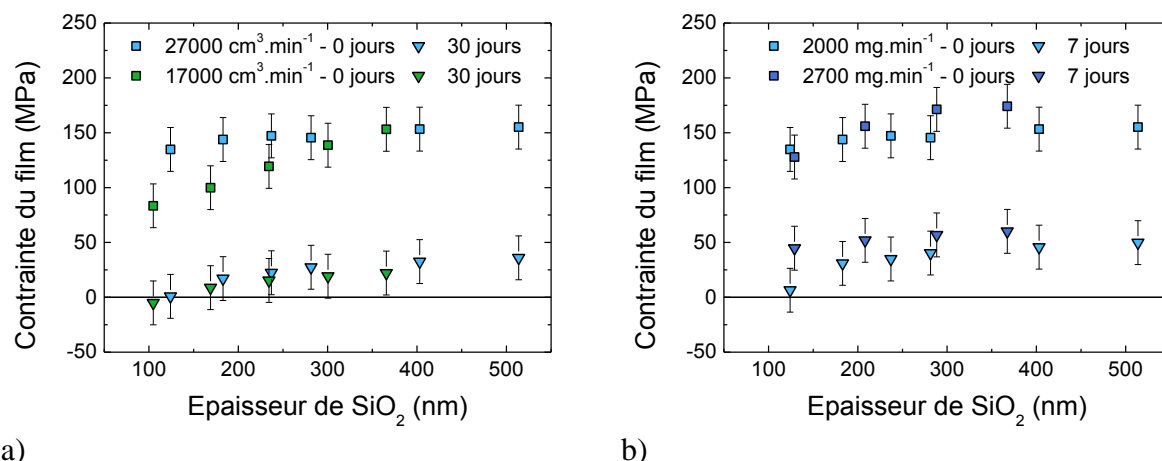 250
200
150
100
50
0
-50
Contrainte du film (MPa)
27000 cm³.min⁻¹ - 0 jours 30 jours
17000 cm³.min⁻¹ - 0 jours 30 jours
100 200 300 400 500
Epaisseur de SiO₂ (nm)
a)
250
200
150
100
50
0
-50
Contrainte du film (MPa)
2000 mg.min⁻¹ - 0 jours 7 jours
2700 mg.min⁻¹ - 0 jours 7 jours
100 200 300 400 500
Epaisseur de SiO₂ (nm)
b)